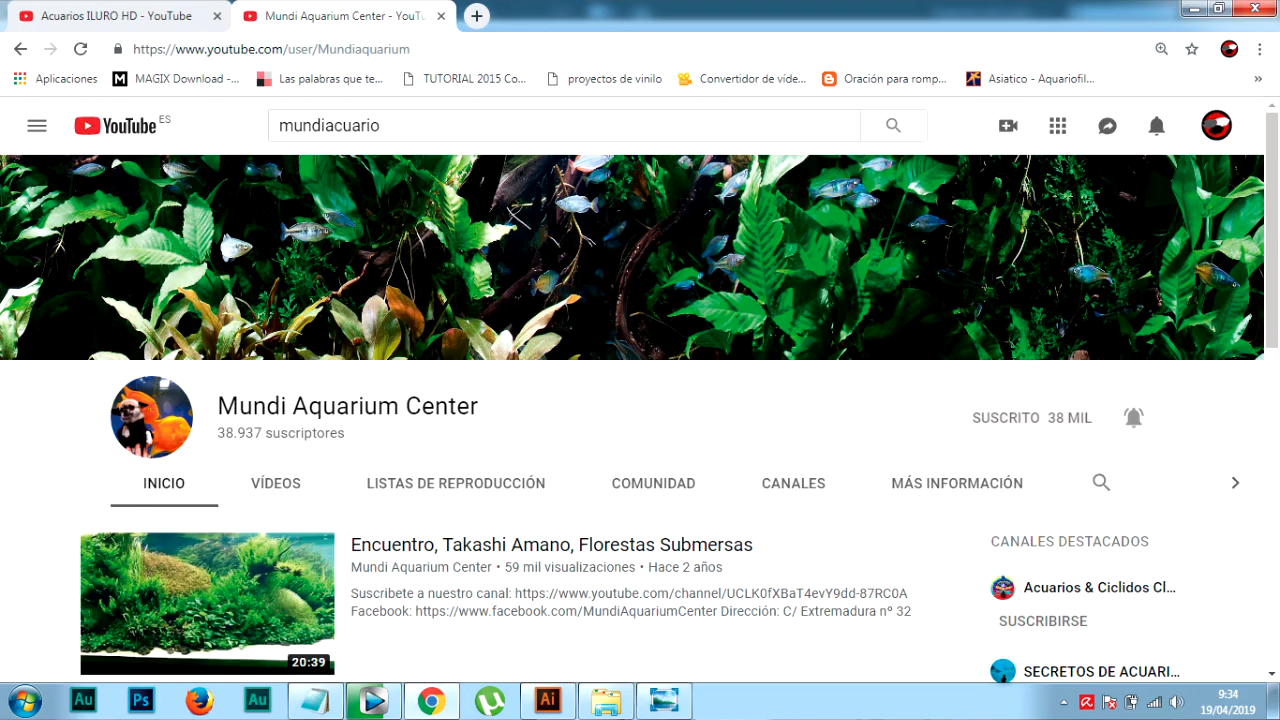 Acuarios ILURO HD - YouTube
Mundi Aquarium Center - YouTu
https://www.youtube.com/user/Mundiaquarium
Aplicaciones
MAGIX Download -...
Las palabras que te...
TUTORIAL 2015 Co...
proyectos de vinilo
Convertidor de víde...
Oración para romp...
Asiatico - Aquariofil...
»
YouTube ES
mundiacuario
Mundi Aquarium Center
38.937 suscriptores
SUSCRITO 38 MIL
INICIO
VÍDEOS
LISTAS DE REPRODUCCIÓN
COMUNIDAD
CANALES
MÁS INFORMACIÓN
20:39
Encuentro, Takashi Amano, Florestas Submersas
Mundi Aquarium Center • 59 mil visualizaciones • Hace 2 años
Suscribete a nuestro canal: https://www.youtube.com/channel/UCLK0fXBaT4evY9dd-87RC0A
Facebook: https://www.facebook.com/MundiAquariumCenter Dirección: C/ Extremadura nº 32
CANALES DESTACADOS
Acuarios & Ciclidos Cl...
SUSCRIBIRSE
SECRETOS DE ACUARI...
Au
Ps
Au
Ai
9:34
19/04/2019